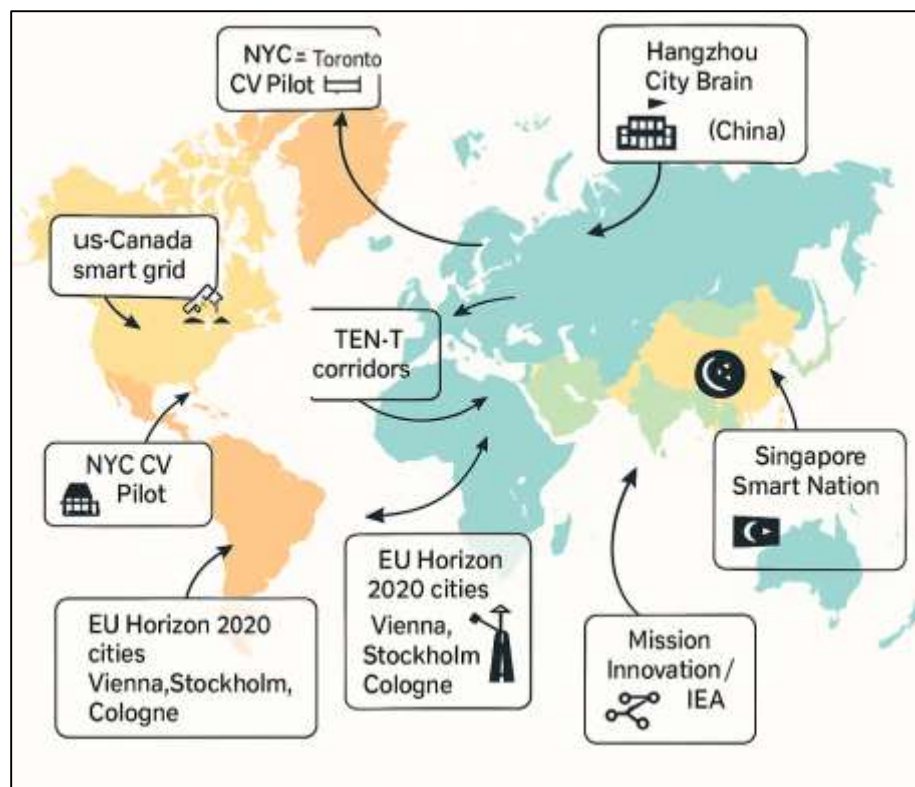 NYC = Toronto
CV Pilot
Hangzhou
City Brain
(China)
us-Canada
smart grid
TEN-T
corridors
NYC CV
Pilot
Singapore
Smart Nation
EU Horizon 2020
cities
Vienna,Stockholm,
Cologne
EU Horizon
2020 cities
Vienna,
Stockholm
Cologne
Mission
Innovation /
IEA